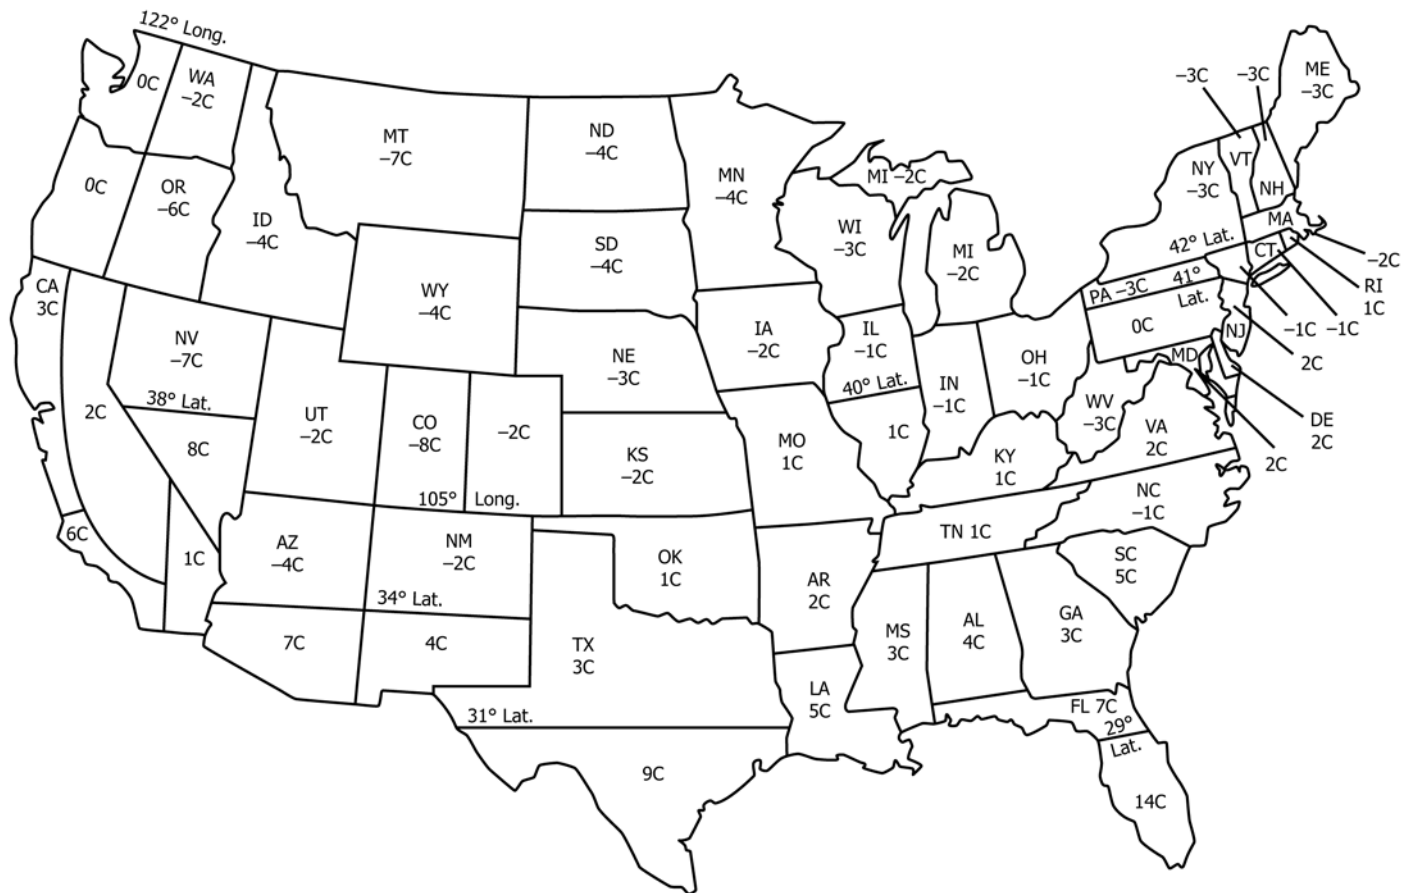 122° Long.
0C
WA
–2C
0C
OR
–6C
ID
–4C
MT
–7C
ND
–4C
MN
–4C
SD
–4C
WY
–4C
WI
–3C
MI –2C
MI
–2C
–3C
–3C
ME
–3C
NY
–3C
VT
NH
MA
42° Lat.
CT
–2C
RI
1C
–1C
–1C
PA –3C
41°
Lat.
0C
NJ
2C
CA
3C
NV
–7C
38° Lat.
2C
8C
6C
1C
UT
–2C
CO
–8C
–2C
105° Long.
NE
–3C
KS
–2C
IA
–2C
MO
1C
IL
–1C
40° Lat.
1C
IN
–1C
OH
–1C
WV
–3C
MD
DE
2C
2C
VA
2C
KY
1C
NC
–1C
TN 1C
SC
5C
AZ
–4C
7C
NM
–2C
34° Lat.
4C
OK
1C
AR
2C
TX
3C
31° Lat.
9C
LA
5C
MS
3C
AL
4C
GA
3C
FL 7C
29°
Lat.
14C